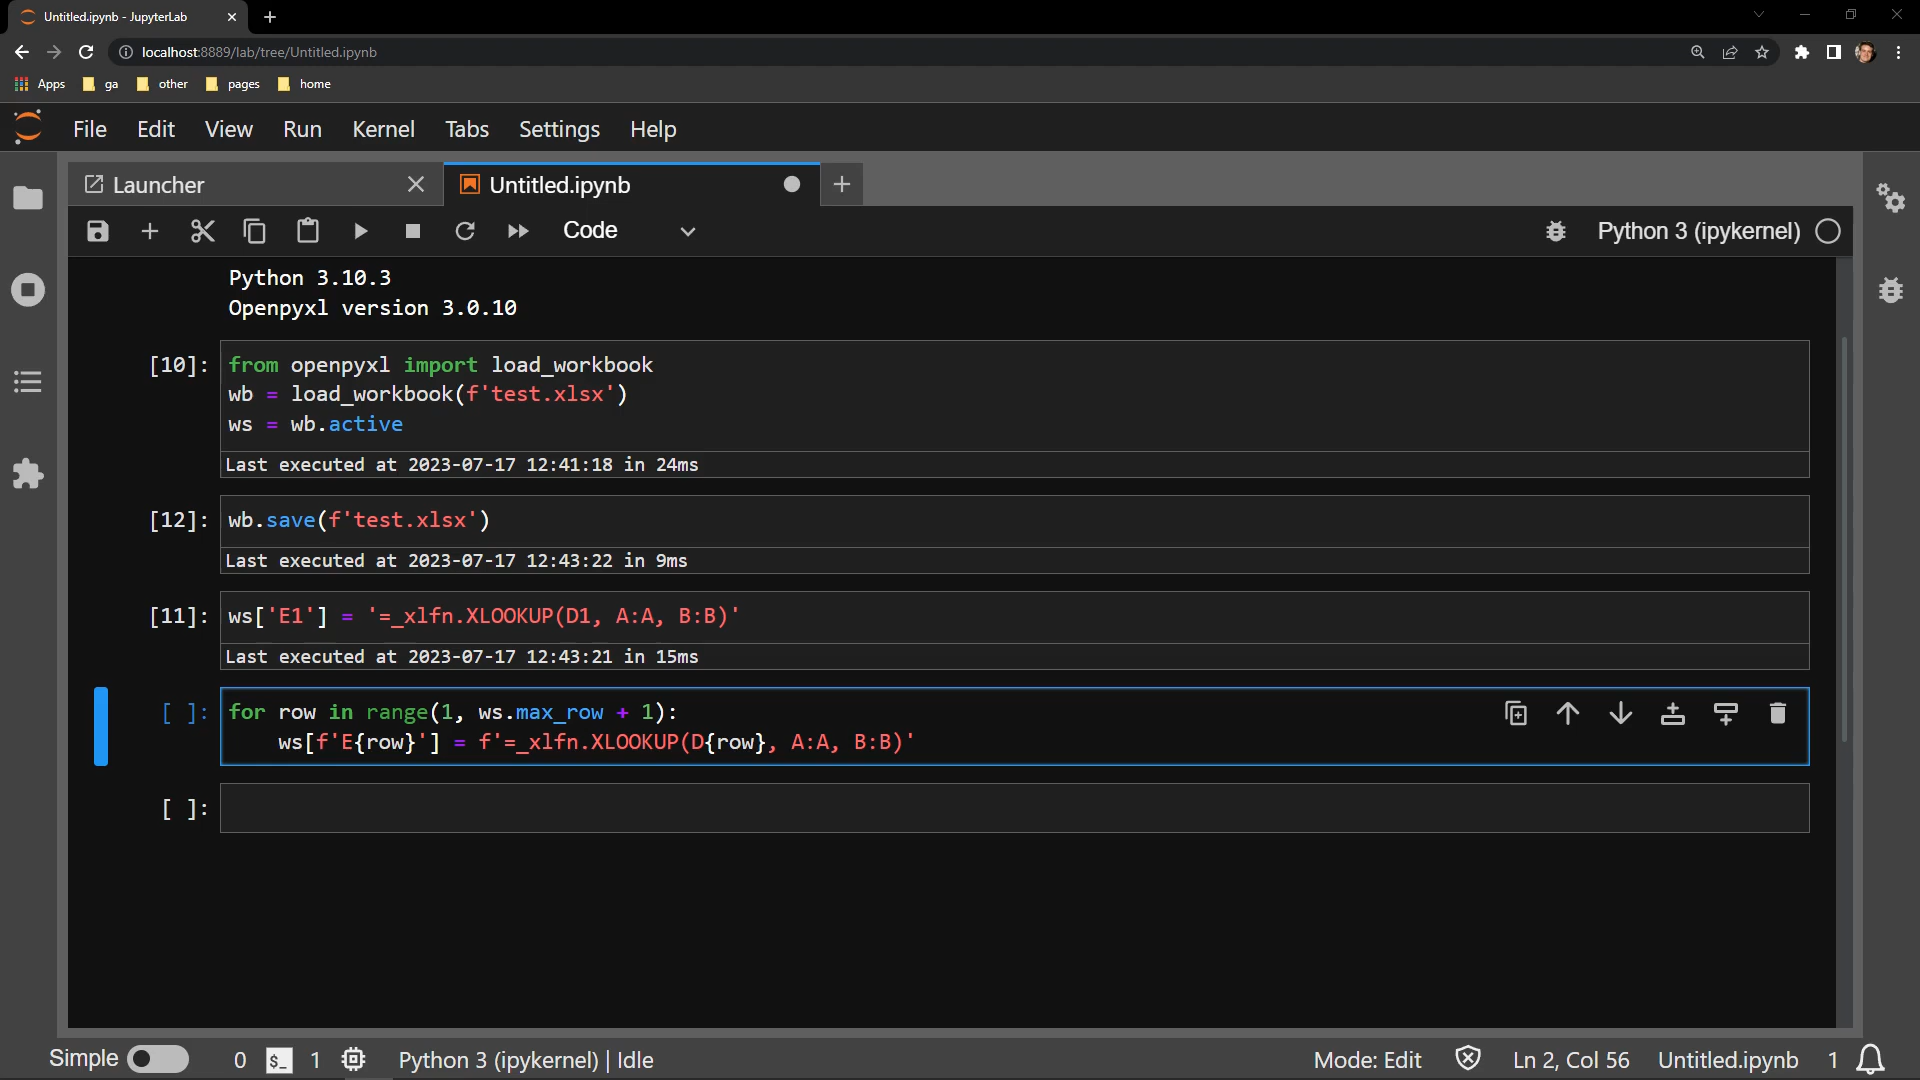 Untitled.ipynb - JupyterLab
localhost:8889/lab/tree/Untitled.ipynb
Apps ga other pages home
File Edit View Run Kernel Tabs Settings Help
Launcher Untitled.ipynb
Code Python 3 (ipykernel)
Python 3.10.3
Openpyxl version 3.0.10
[10]: from openpyxl import load_workbook
wb = load_workbook(f'test.xlsx')
ws = wb.active
Last executed at 2023-07-17 12:41:18 in 24ms
[12]: wb.save(f'test.xlsx')
Last executed at 2023-07-17 12:43:22 in 9ms
[11]: ws['E1'] = '=_xlfn.XLOOKUP(D1, A:A, B:B)'
Last executed at 2023-07-17 12:43:21 in 15ms
[ ]: for row in range(1, ws.max_row + 1):
ws[f'E{row}'] = f'=_xlfn.XLOOKUP(D{row}, A:A, B:B)'
[ ]:
Simple 0 $_ 1 Python 3 (ipykernel) | Idle Mode: Edit Ln 2, Col 56 Untitled.ipynb 1